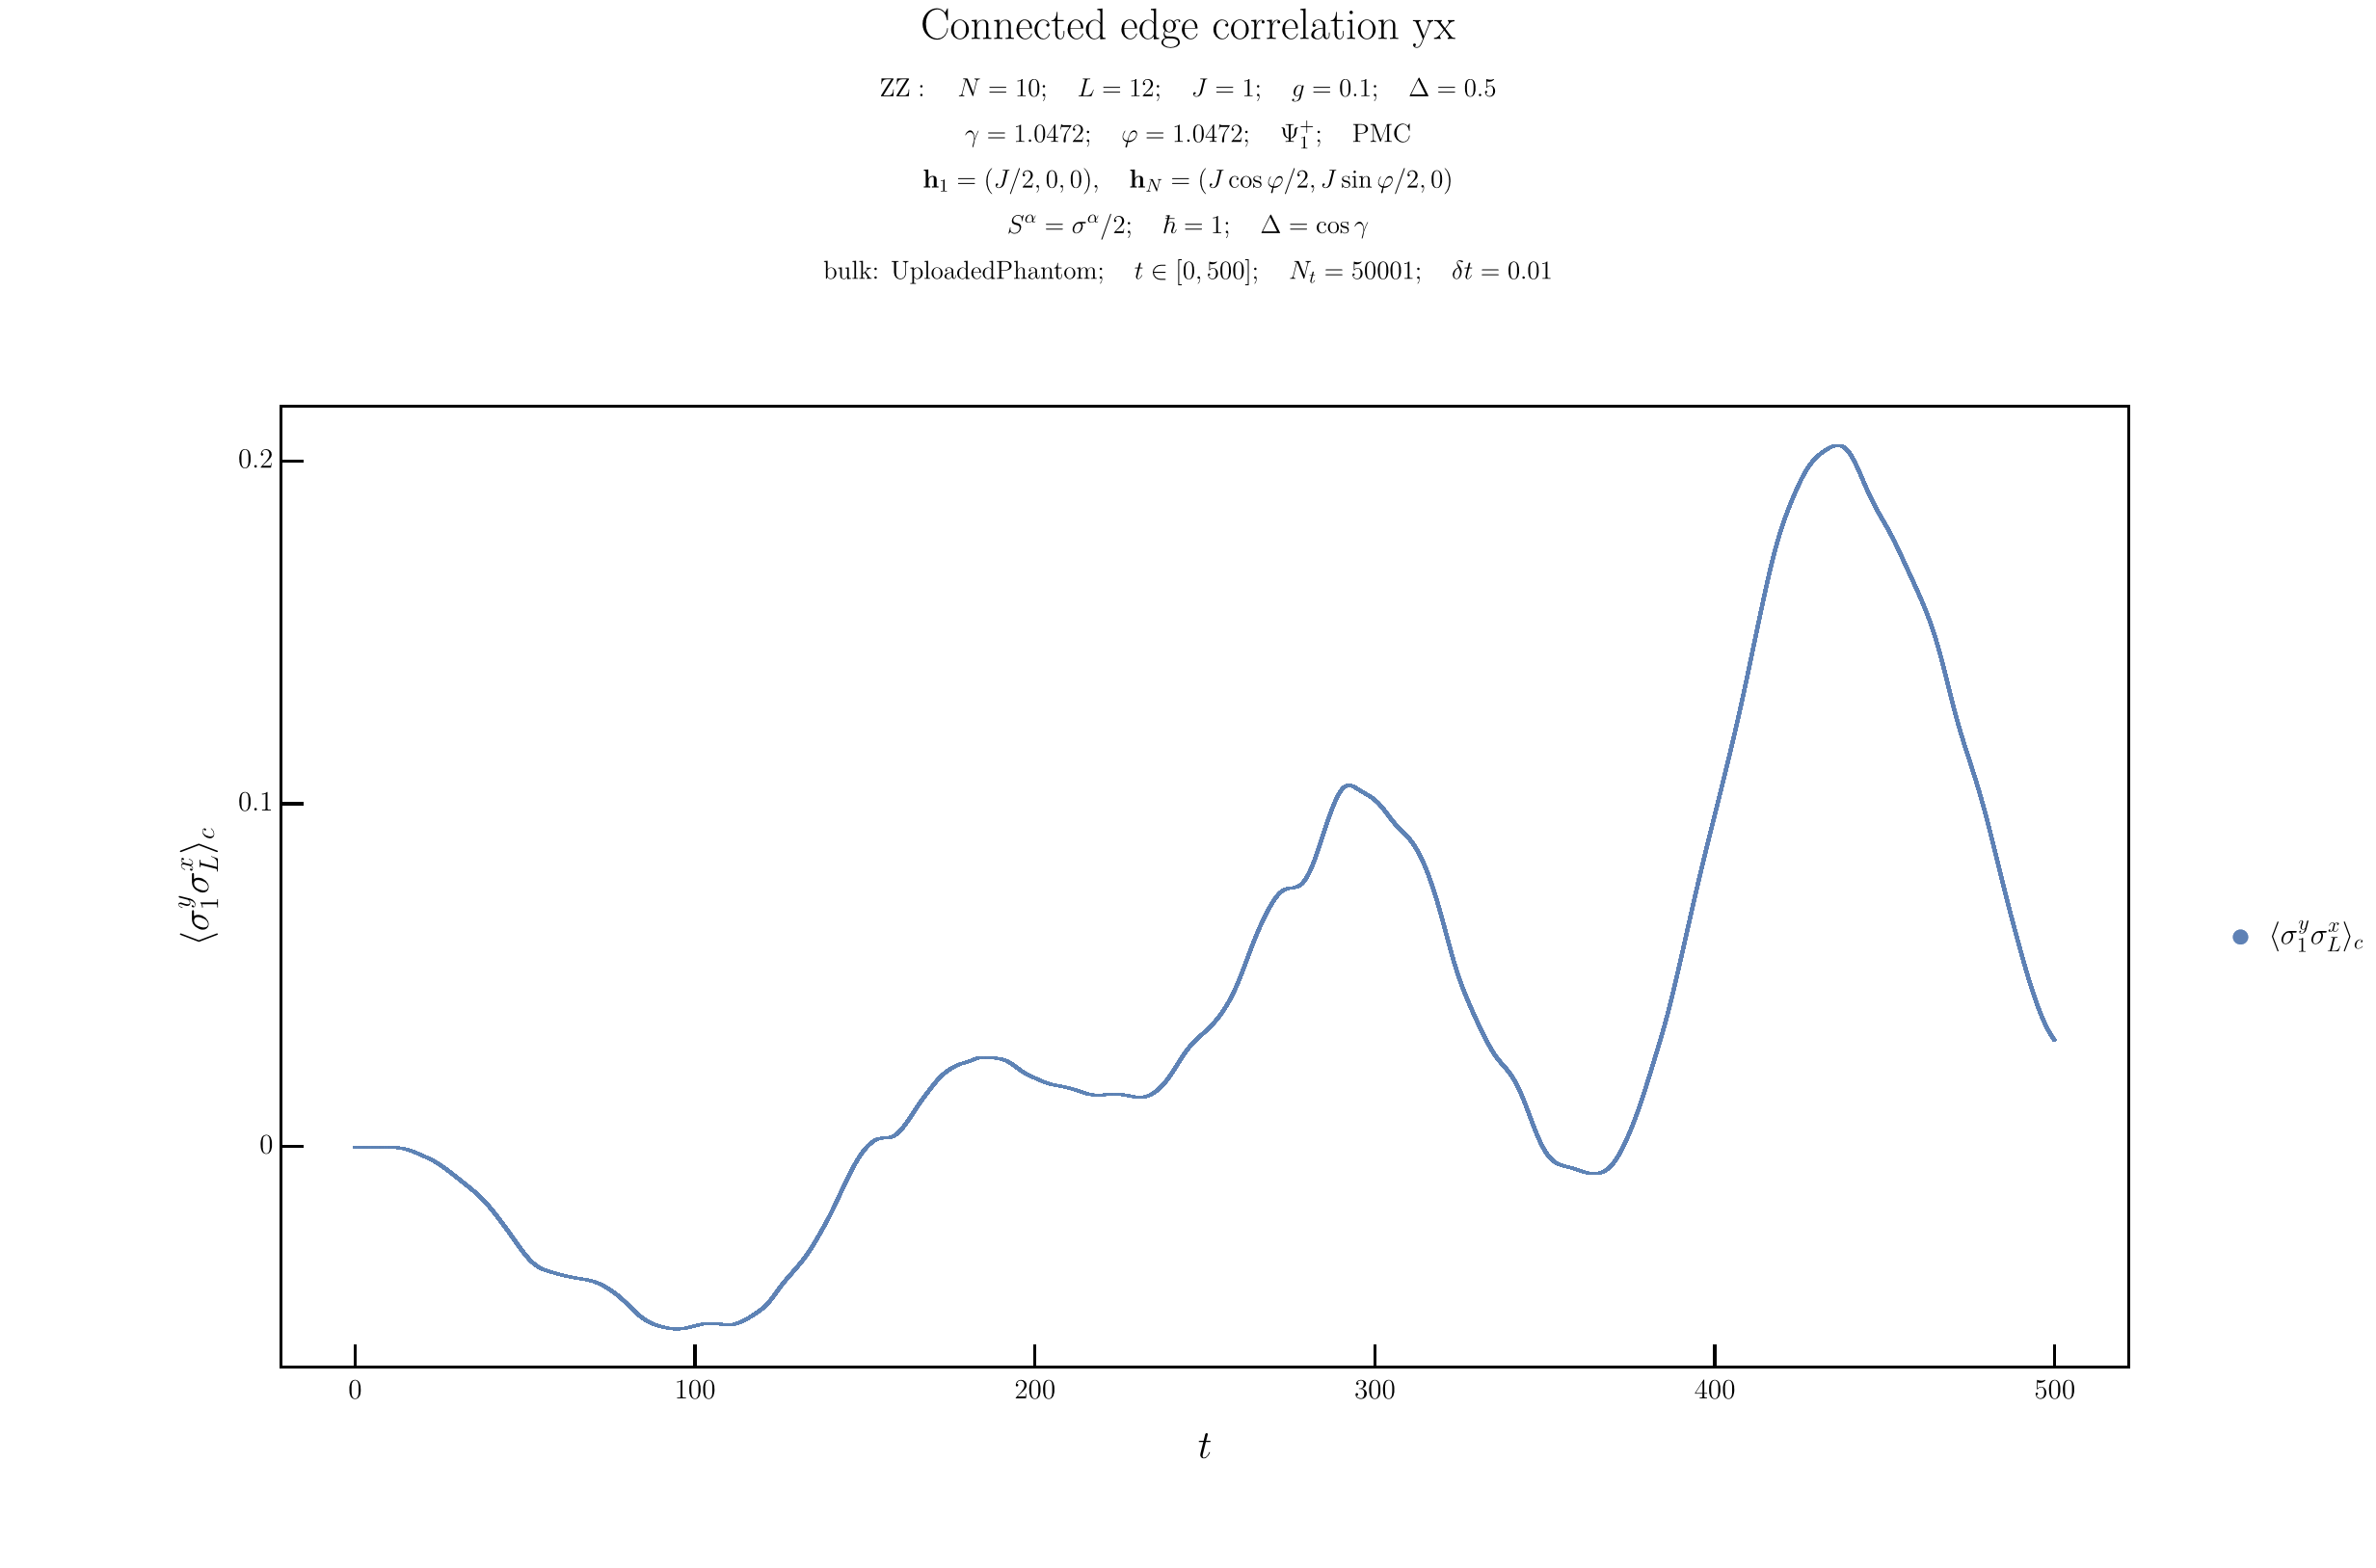 Connected edge correlation yx
ZZ : N = 10; L = 12; J = 1; g = 0.1; Δ = 0.5
γ = 1.0472; φ = 1.0472; Ψ₁⁺; PMC
h₁ = (J/2, 0, 0), h_N = (J cos φ/2, J sin φ/2, 0)
S^α = σ^α/2; ℏ = 1; Δ = cos γ
bulk: UploadedPhantom; t ∈ [0, 500]; N_t = 50001; δt = 0.01
0.2
0.1
0
⟨σ₁^y σ_L^x⟩_c
⟨σ₁^y σ_L^x⟩_c
0 100 200 300 400 500
t